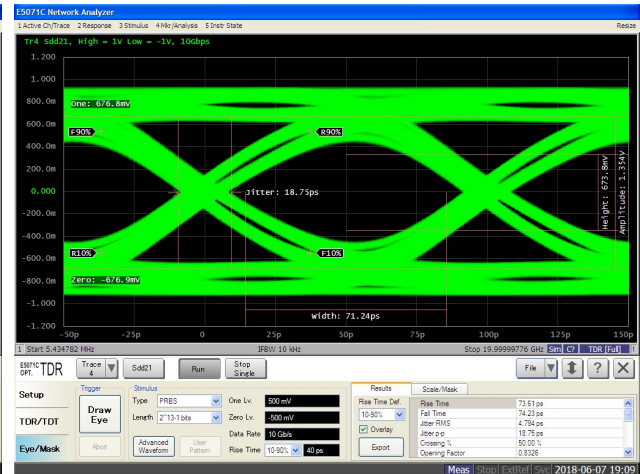 E5071C Network Analyzer
1 Active Ch/Trace 2 Response 3 Stimulus 4 Mkr/Analysis 5 Instr State
Resize
Tr4 Sdd21, High = 1V Low = -1V, 10Gbps
1.200
1.000
800.0m
One: 676.8mV
600.0m
F90%
R90%
400.0m
200.0m
0.000
Jitter: 18.75ps
Height: 673.8mV
Amplitude: 1.354V
-200.0m
-400.0m
R10%
F10%
-600.0m
Zero: -676.9mV
-800.0m
-1.000
Width: 71.24ps
-1.200
-50p -25p 0 25p 50p 75p 100p 125p 150p
1 Start 5.434782 MHz IFBW 10 kHz Stop 19.99999776 GHz Sim C? TDR [Full]
E5071C OPT. TDR
Trace 4
Sdd21
Run
Stop Single
File
?
X
Setup
TDR/TDT
Eye/Mask
Trigger
Draw Eye
Abort
Stimulus
Type PRBS
Length 2^13-1 bits
Advanced Waveform
User Pattern
One Lv. 500 mV
Zero Lv. -500 mV
Data Rate 10 Gb/s
Rise Time 10-90% 40 ps
Results
Scale/Mask
Rise Time Def.
10-90%
Overlay
Export
Rise Time 73.61 ps
Fall Time 74.23 ps
Jitter RMS 4.794 ps
Jitter p-p 18.75 ps
Crossing % 50.00 %
Opening Factor 0.8326
Meas Stop ExtRef Svc 2018-06-07 19:09